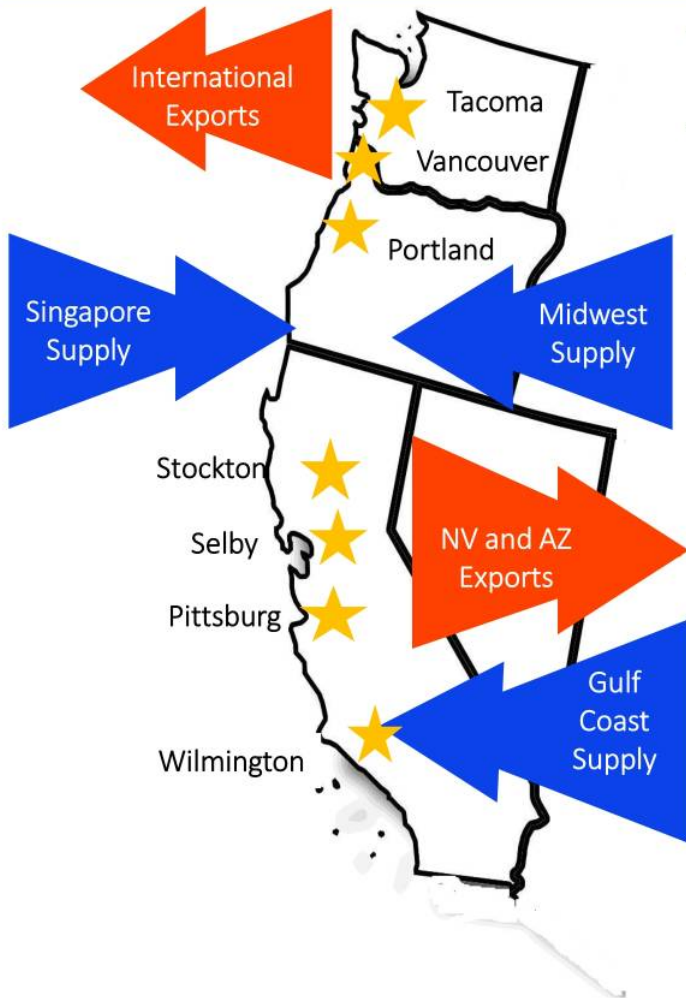 International
Exports
Tacoma
Vancouver
Portland
Singapore
Supply
Midwest
Supply
Stockton
Selby
NV and AZ
Exports
Pittsburg
Gulf
Coast
Supply
Wilmington